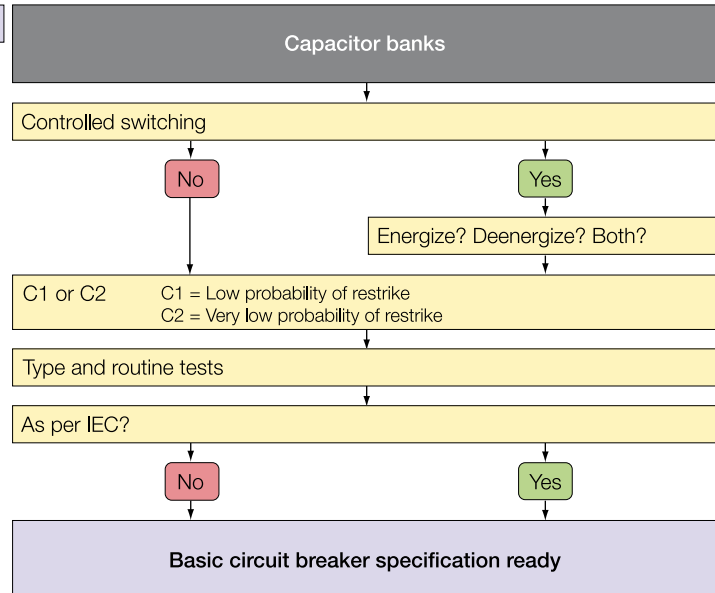 Capacitor banks
Controlled switching
No
Yes
Energize? Deenergize? Both?
C1 or C2 C1 = Low probability of restrike
C2 = Very low probability of restrike
Type and routine tests
As per IEC?
No
Yes
Basic circuit breaker specification ready